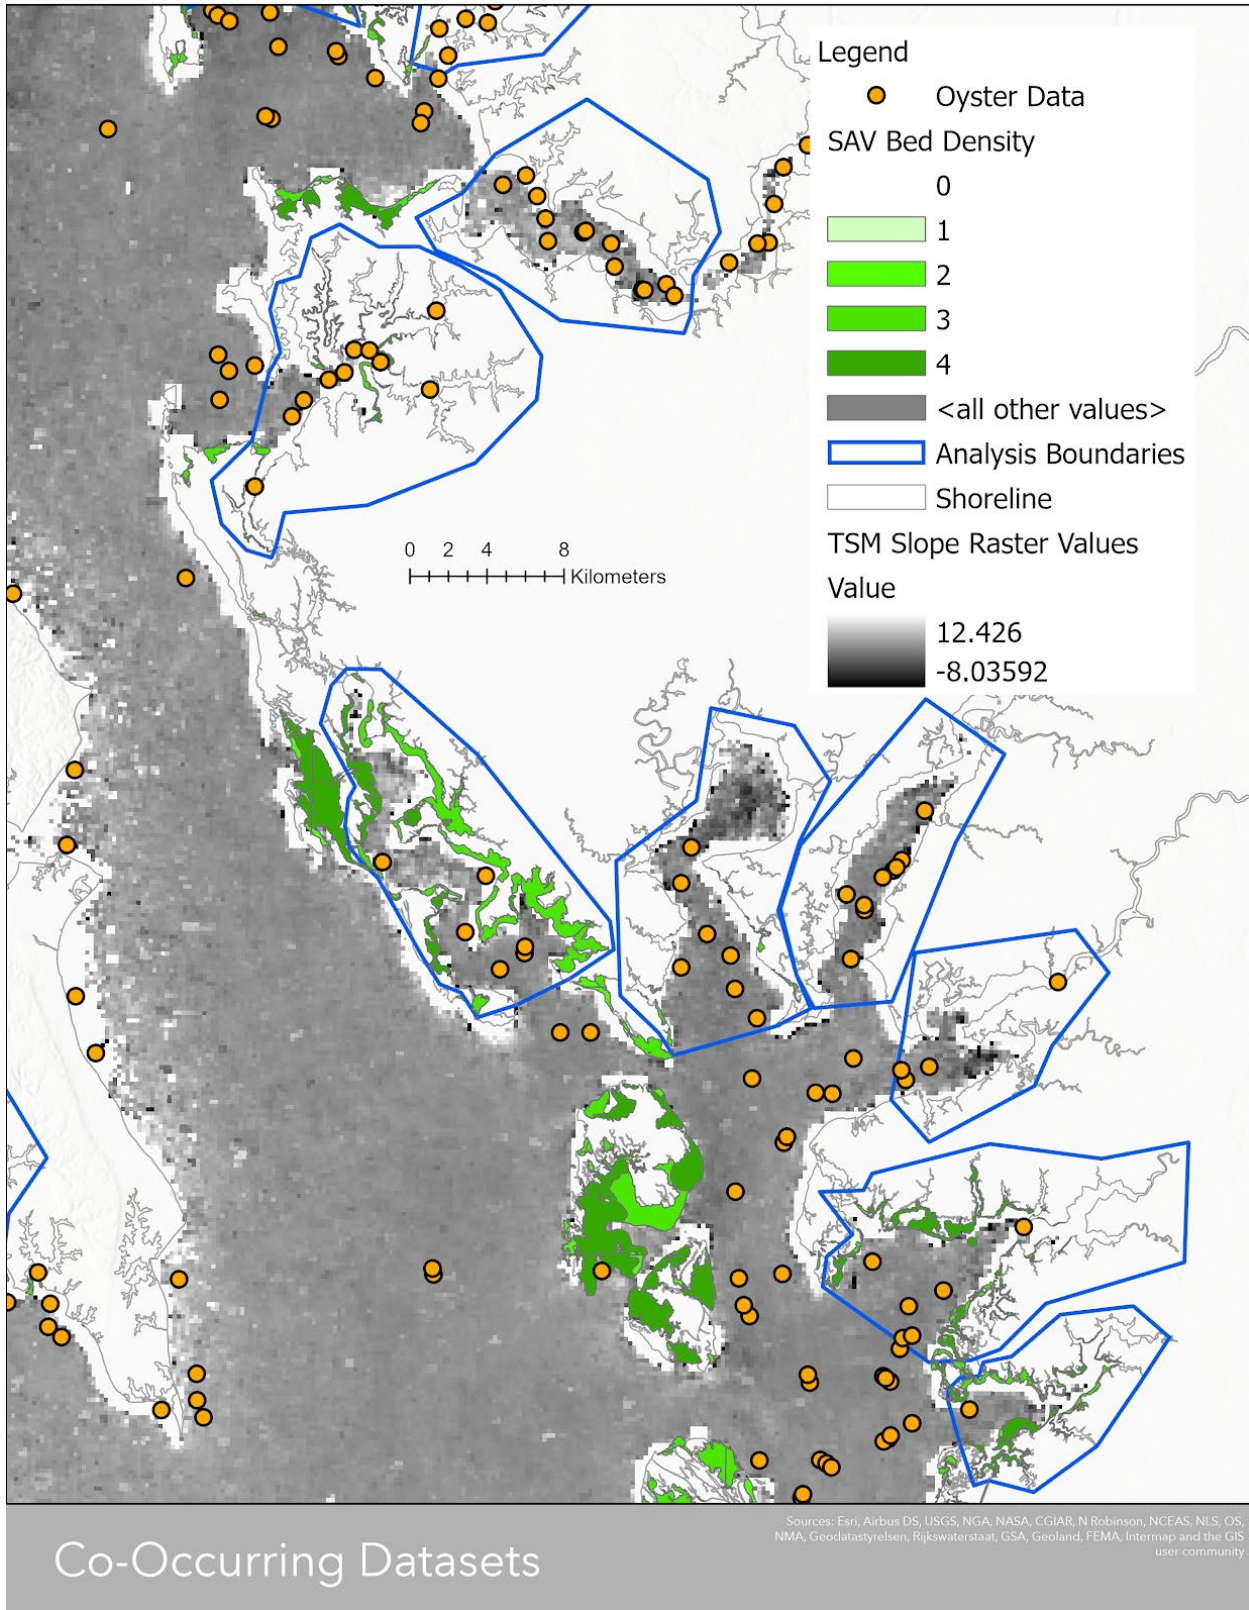 Legend
Oyster Data
SAV Bed Density
0
1
2
3
4
<all other values>
Analysis Boundaries
Shoreline
TSM Slope Raster Values
Value
12.426
-8.03592
0 2 4 8
Kilometers
Co-Occurring Datasets
Sources: Esri, Airbus DS, USGS, NGA, NASA, CGIAR, N Robinson, NCEAS, NLS, OS,
NMA, Geodatastyrelsen, Rijkswaterstaat, GSA, Geoland, FEMA, Intermap and the GIS
user community